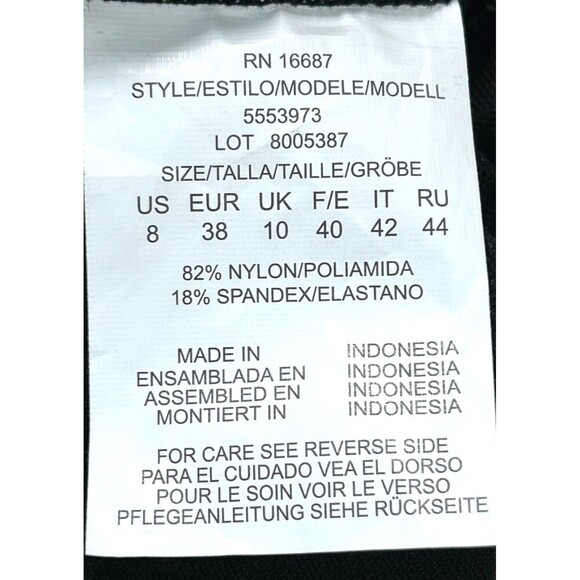 RN 16687
STYLE/ESTILO/MODELE/MODELL
5553973
LOT 8005387
SIZE/TALLA/TAILLE/GRÖBE
US EUR UK F/E IT RU
8 38 10 40 42 44
82% NYLON/POLIAMIDA
18% SPANDEX/ELASTANO
MADE IN INDONESIA
ENSAMBLADA EN INDONESIA
ASSEMBLED EN INDONESIA
MONTIERT IN INDONESIA
FOR CARE SEE REVERSE SIDE
PARA EL CUIDADO VEA EL DORSO
POUR LE SOIN VOIR LE VERSO
PFLEGEANLEITUNG SIEHE RÜCKSEITE